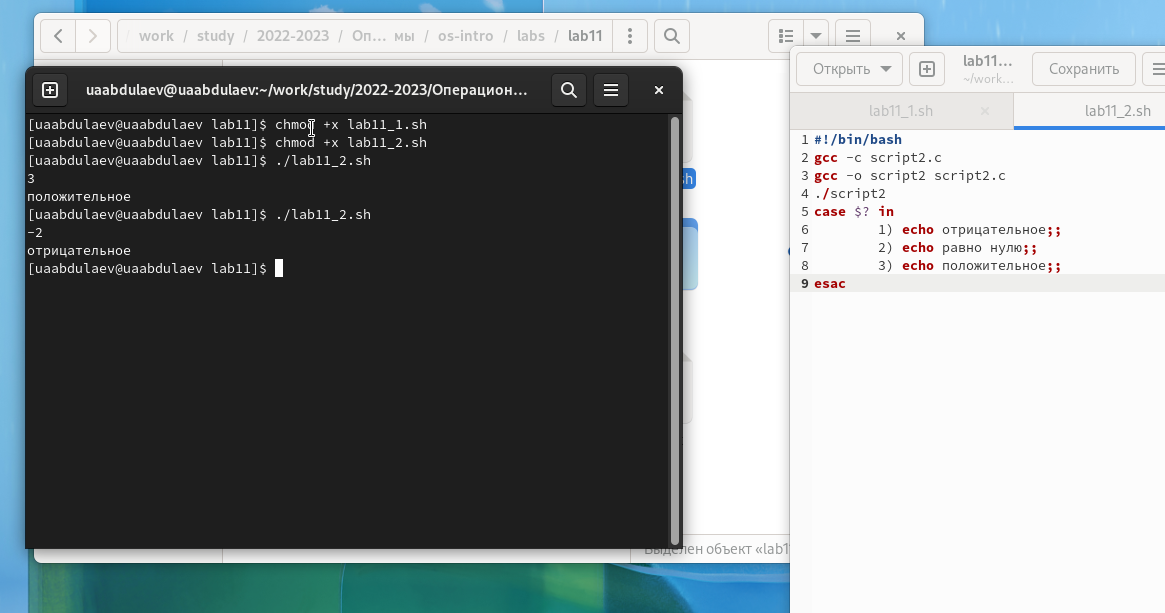 work / study / 2022-2023 / Оп... мы / os-intro / labs / lab11
uaabdulaev@uaabdulaev:~/work/study/2022-2023/Операцион...
[uaabdulaev@uaabdulaev lab11]$ chmod +x lab11_1.sh
[uaabdulaev@uaabdulaev lab11]$ chmod +x lab11_2.sh
[uaabdulaev@uaabdulaev lab11]$ ./lab11_2.sh
3
положительное
[uaabdulaev@uaabdulaev lab11]$ ./lab11_2.sh
-2
отрицательное
[uaabdulaev@uaabdulaev lab11]$
sh
Выделен объект «lab1
Открыть
lab11...
~/work...
Сохранить
lab11_1.sh
lab11_2.sh
1 #!/bin/bash
2 gcc -c script2.c
3 gcc -o script2 script2.c
4 ./script2
5 case $? in
6 1) echo отрицательное;;
7 2) echo равно нулю;;
8 3) echo положительное;;
9 esac